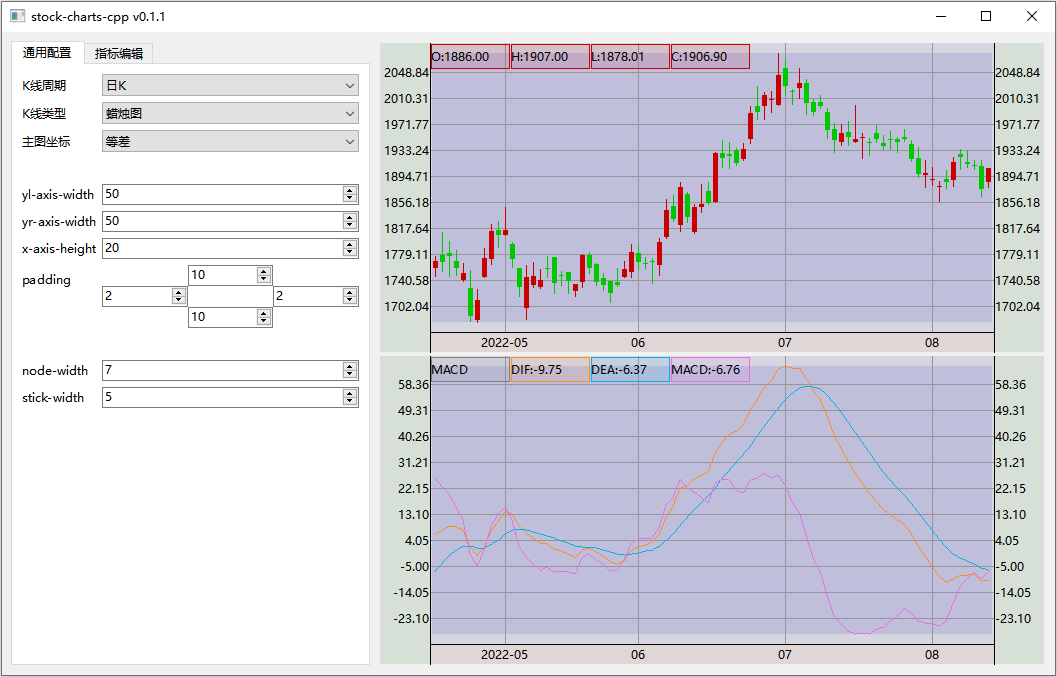 stock-charts-cpp v0.1.1
通用配置 指标编辑
K线周期 日K
K线类型 蜡烛图
主图坐标 等差
yl-axis-width 50
yr-axis-width 50
x-axis-height 20
padding 10
2 2
10
node-width 7
stick-width 5
O:1886.00 H:1907.00 L:1878.01 C:1906.90
2048.84 2048.84
2010.31 2010.31
1971.77 1971.77
1933.24 1933.24
1894.71 1894.71
1856.18 1856.18
1817.64 1817.64
1779.11 1779.11
1740.58 1740.58
1702.04 1702.04
2022-05 06 07 08
MACD DIF:-9.75 DEA:-6.37 MACD:-6.76
58.36 58.36
49.31 49.31
40.26 40.26
31.21 31.21
22.15 22.15
13.10 13.10
4.05 4.05
-5.00 -5.00
-14.05 -14.05
-23.10 -23.10
2022-05 06 07 08